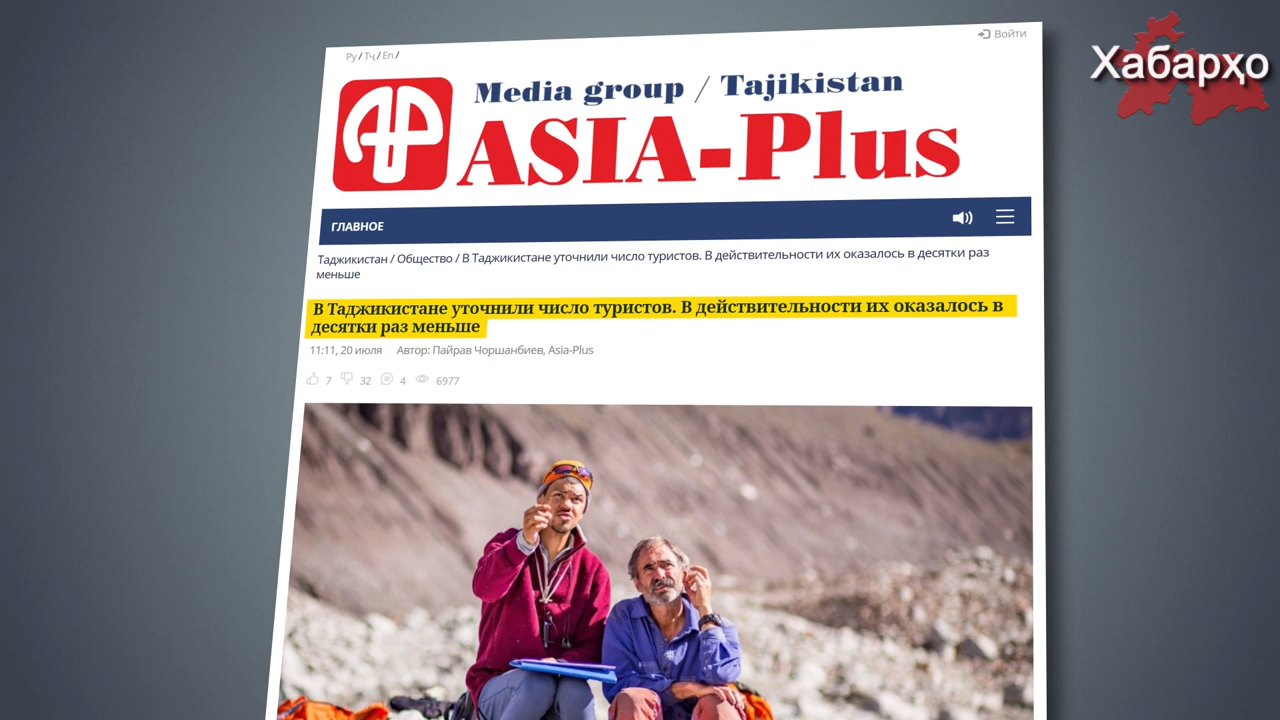 Ру / Тҷ / En /
Войти
Хабарҳо
Media group / Tajikistan
ASIA-Plus
ГЛАВНОЕ
Таджикистан / Общество / В Таджикистане уточнили число туристов. В действительности их оказалось в десятки раз
меньше
В Таджикистане уточнили число туристов. В действительности их оказалось в
десятки раз меньше
11:11, 20 июля Автор: Пайрав Чоршанбиев, Asia-Plus
7 32 4 6977